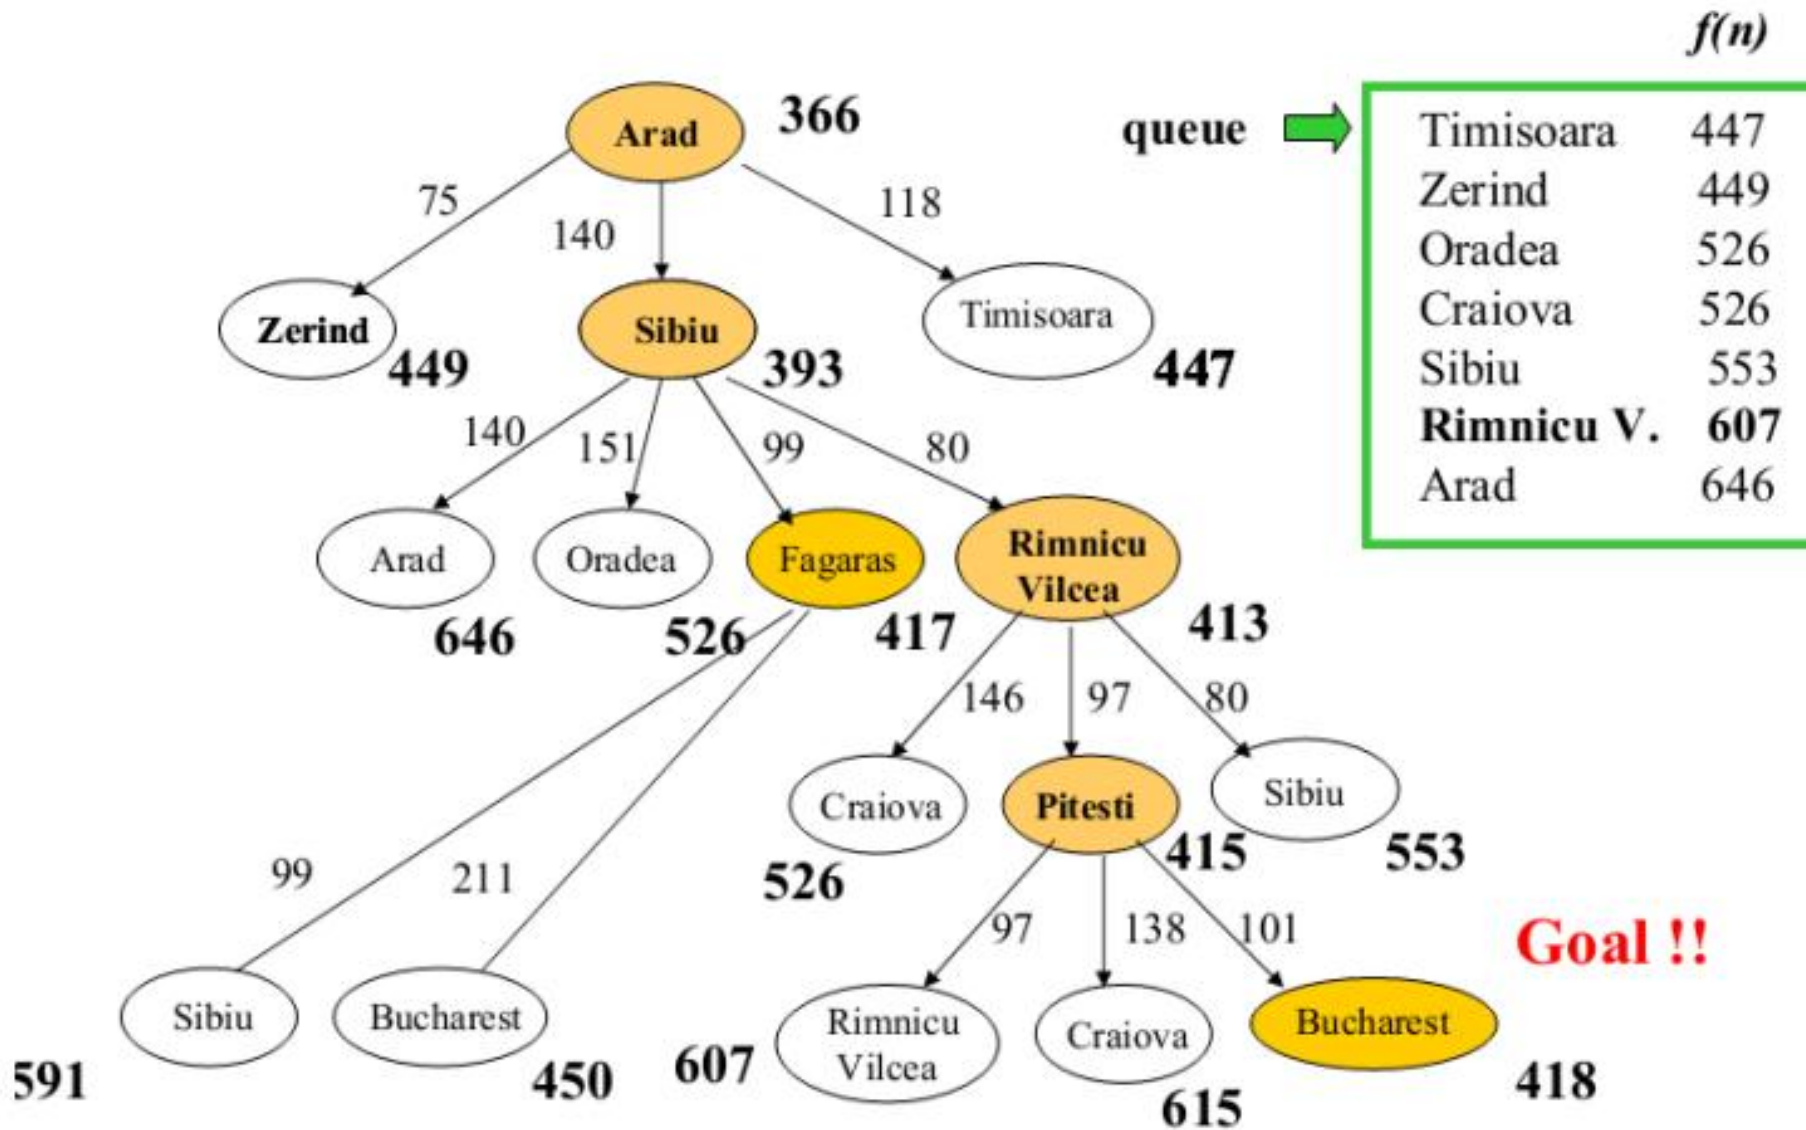 f(n)
Arad 366
queue
Timisoara 447
Zerind 449
Oradea 526
Craiova 526
Sibiu 553
Rimnicu V. 607
Arad 646
75
140
118
Zerind
449
Sibiu
393
Timisoara
447
140
151
99
80
Arad
646
Oradea
526
Fagaras
417
Rimnicu
Vilcea
413
146
97
80
Craiova
526
Pitesti
415
Sibiu
553
99
211
97
138
101
Goal !!
Sibiu
591
Bucharest
450
Rimnicu
Vilcea
607
Craiova
615
Bucharest
418